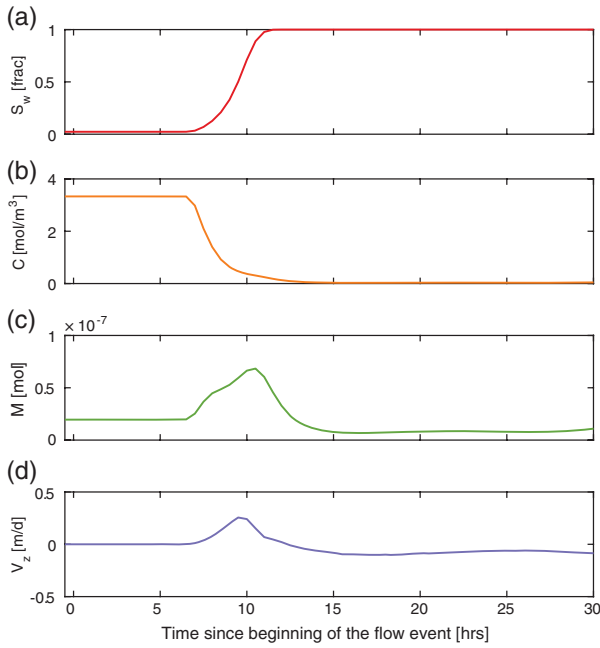 (a)
1
0.5
0
S_w [frac]
(b)
4
2
0
C [mol/m³]
(c)
× 10⁻⁷
1
0.5
0
M [mol]
(d)
0.5
0
-0.5
V_z [m/d]
0 5 10 15 20 25 30
Time since beginning of the flow event [hrs]